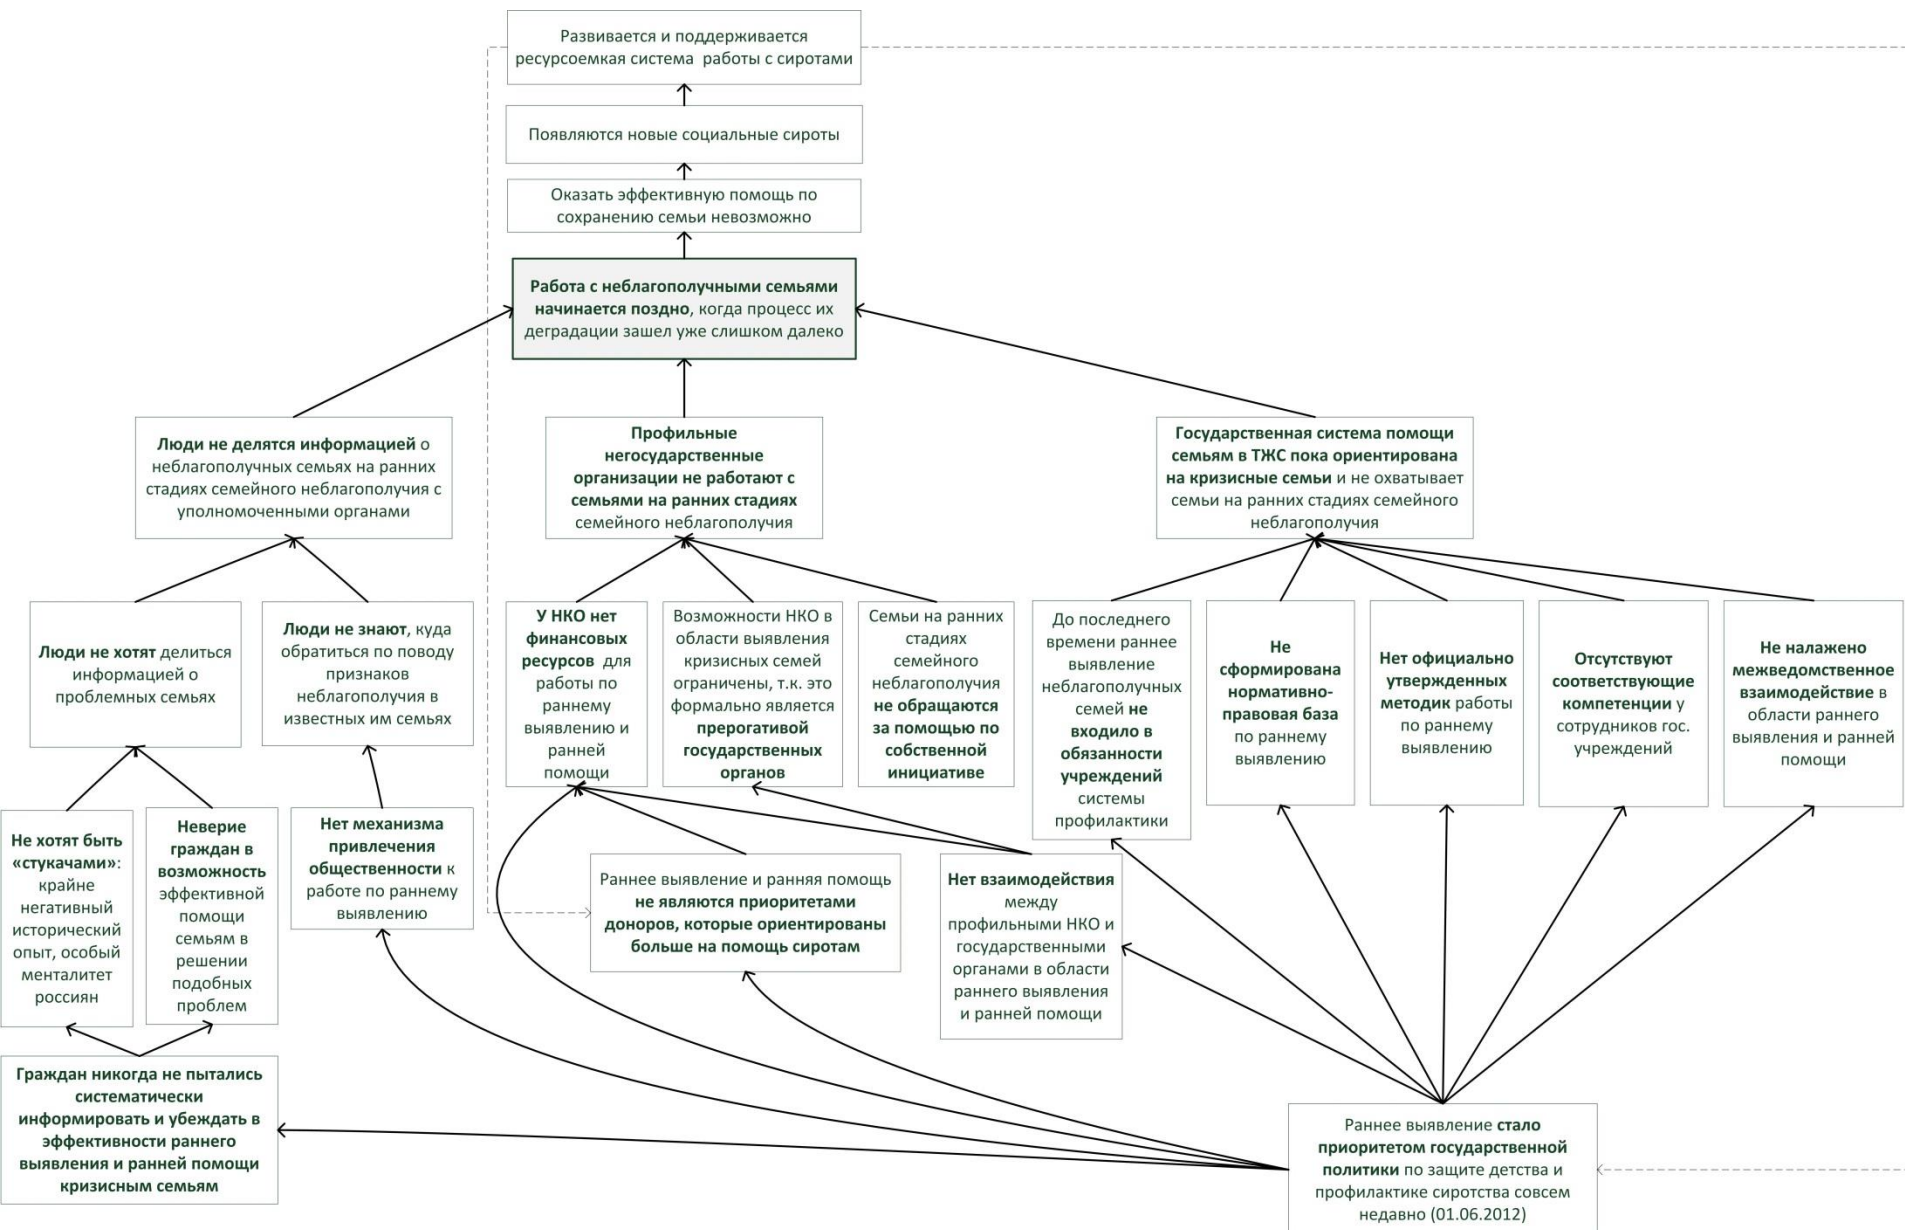 Развивается и поддерживается
ресурсоемкая система работы с сиротами
Появляются новые социальные сироты
Оказать эффективную помощь по
сохранению семьи невозможно
Работа с неблагополучными семьями
начинается поздно, когда процесс их
деградации зашел уже слишком далеко
Люди не делятся информацией о
неблагополучных семьях на ранних
стадиях семейного неблагополучия с
уполномоченными органами
Профильные
негосударственные
организации не работают с
семьями на ранних стадиях
семейного неблагополучия
Государственная система помощи
семьям в ТЖС пока ориентирована
на кризисные семьи и не охватывает
семьи на ранних стадиях семейного
неблагополучия
Люди не хотят делиться
информацией о
проблемных семьях
Люди не знают, куда
обратиться по поводу
признаков
неблагополучия в
известных им семьях
У НКО нет
финансовых
ресурсов для
работы по
раннему
выявлению и
ранней
помощи
Возможности НКО в
области выявления
кризисных семей
ограничены, т.к. это
формально является
прерогативой
государственных
органов
Семьи на ранних
стадиях
семейного
неблагополучия
не обращаются
за помощью по
собственной
инициативе
До последнего
времени раннее
выявление
неблагополучных
семей не
входило в
обязанности
учреждений
системы
профилактики
Не
сформирована
нормативно-
правовая база
по раннему
выявлению
Нет официально
утвержденных
методик работы
по раннему
выявлению
Отсутствуют
соответствующие
компетенции у
сотрудников гос.
учреждений
Не налажено
межведомственное
взаимодействие в
области раннего
выявления и ранней
помощи
Не хотят быть
«стукачами»:
крайне
негативный
исторический
опыт, особый
менталитет
россиян
Неверие
граждан в
возможность
эффективной
помощи
семьям в
решении
подобных
проблем
Нет механизма
привлечения
общественности к
работе по раннему
выявлению
Раннее выявление и ранняя помощь
не являются приоритетами
доноров, которые ориентированы
больше на помощь сиротам
Нет взаимодействия
между
профильными НКО и
государственными
органами в области
раннего выявления
и ранней помощи
Граждан никогда не пытались
систематически
информировать и убеждать в
эффективности раннего
выявления и ранней помощи
кризисным семьям
Раннее выявление стало
приоритетом государственной
политики по защите детства и
профилактике сиротства совсем
недавно (01.06.2012)